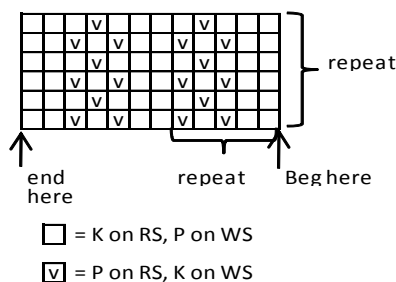 v v
v v v v
v v
v v v v
v v
v v v v
repeat
end
here
repeat
Beg here
= K on RS, P on WS
v = P on RS, K on WS